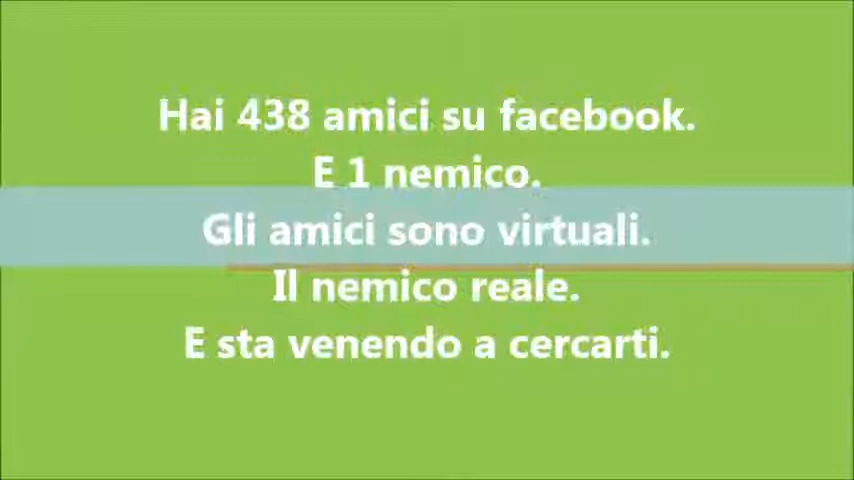 Hai 438 amici su facebook.
E 1 nemico.
Gli amici sono virtuali.
Il nemico reale.
E sta venendo a cercarti.